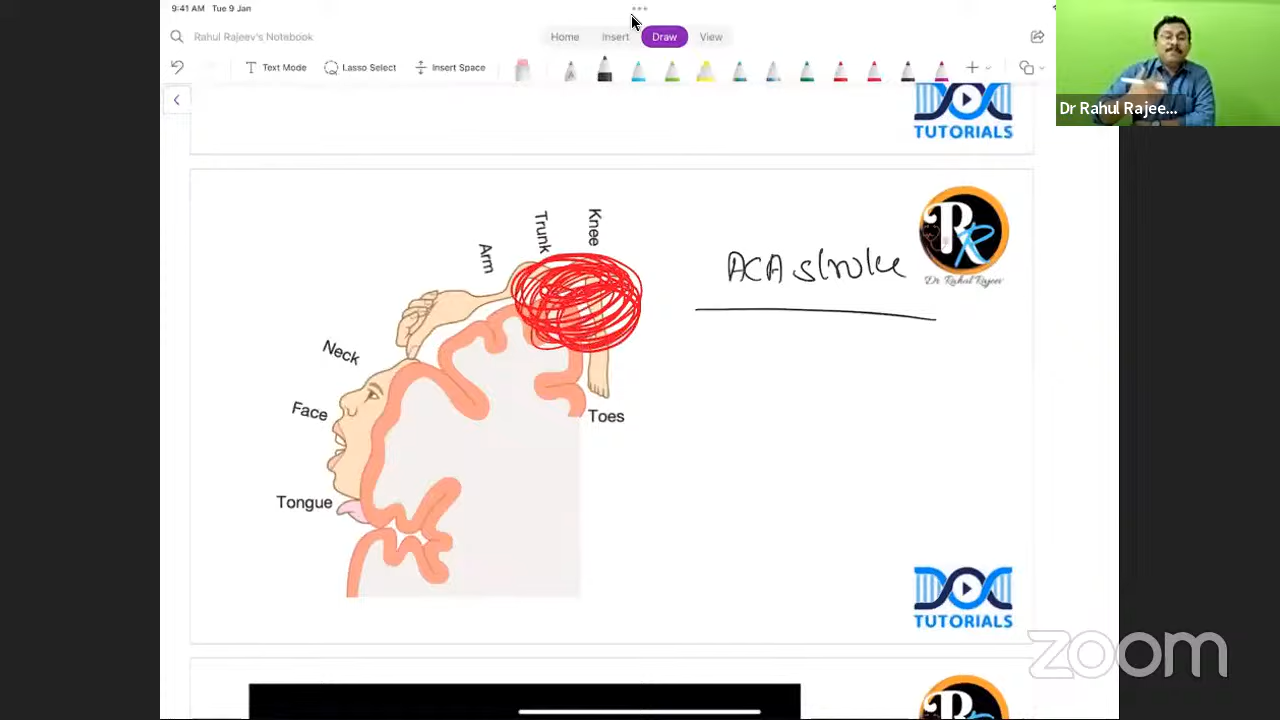 9:41 AM Tue 9 Jan
Rahul Rajeev's Notebook
Home Insert Draw View
Text Mode Lasso Select Insert Space
Dr Rahul Rajee...
TUTORIALS
Knee
Trunk
Arm
ACA stroke
RR
Dr Rahul Rajeev
Neck
Face
Toes
Tongue
TUTORIALS
zoom